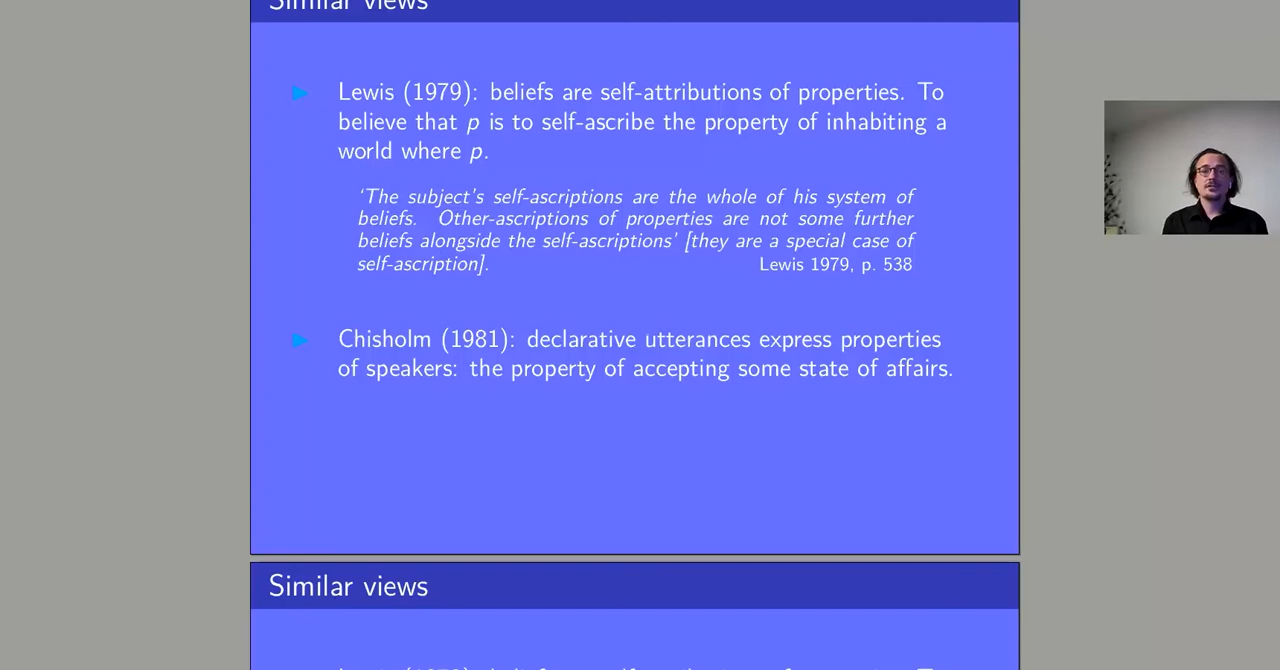 Similar views
Lewis (1979): beliefs are self-attributions of properties. To
believe that p is to self-ascribe the property of inhabiting a
world where p.
‘The subject’s self-ascriptions are the whole of his system of
beliefs. Other-ascriptions of properties are not some further
beliefs alongside the self-ascriptions’ [they are a special case of
self-ascription]. Lewis 1979, p. 538
Chisholm (1981): declarative utterances express properties
of speakers: the property of accepting some state of affairs.
Similar views